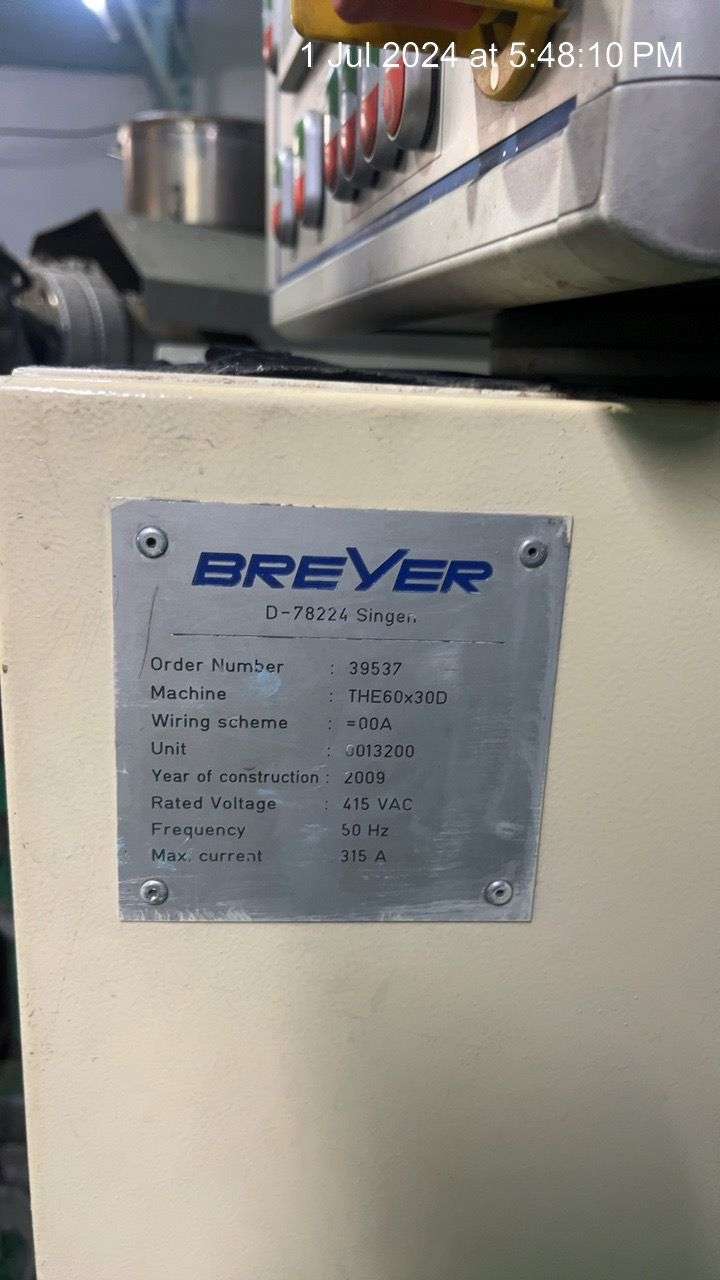 1 Jul 2024 at 5:48:10 PM
BREYER
D-78224 Singen
Order Number : 39537
Machine : THE60x30D
Wiring scheme : =00A
Unit : 0013200
Year of construction : 2009
Rated Voltage : 415 VAC
Frequency 50 Hz
Max. current 315 A